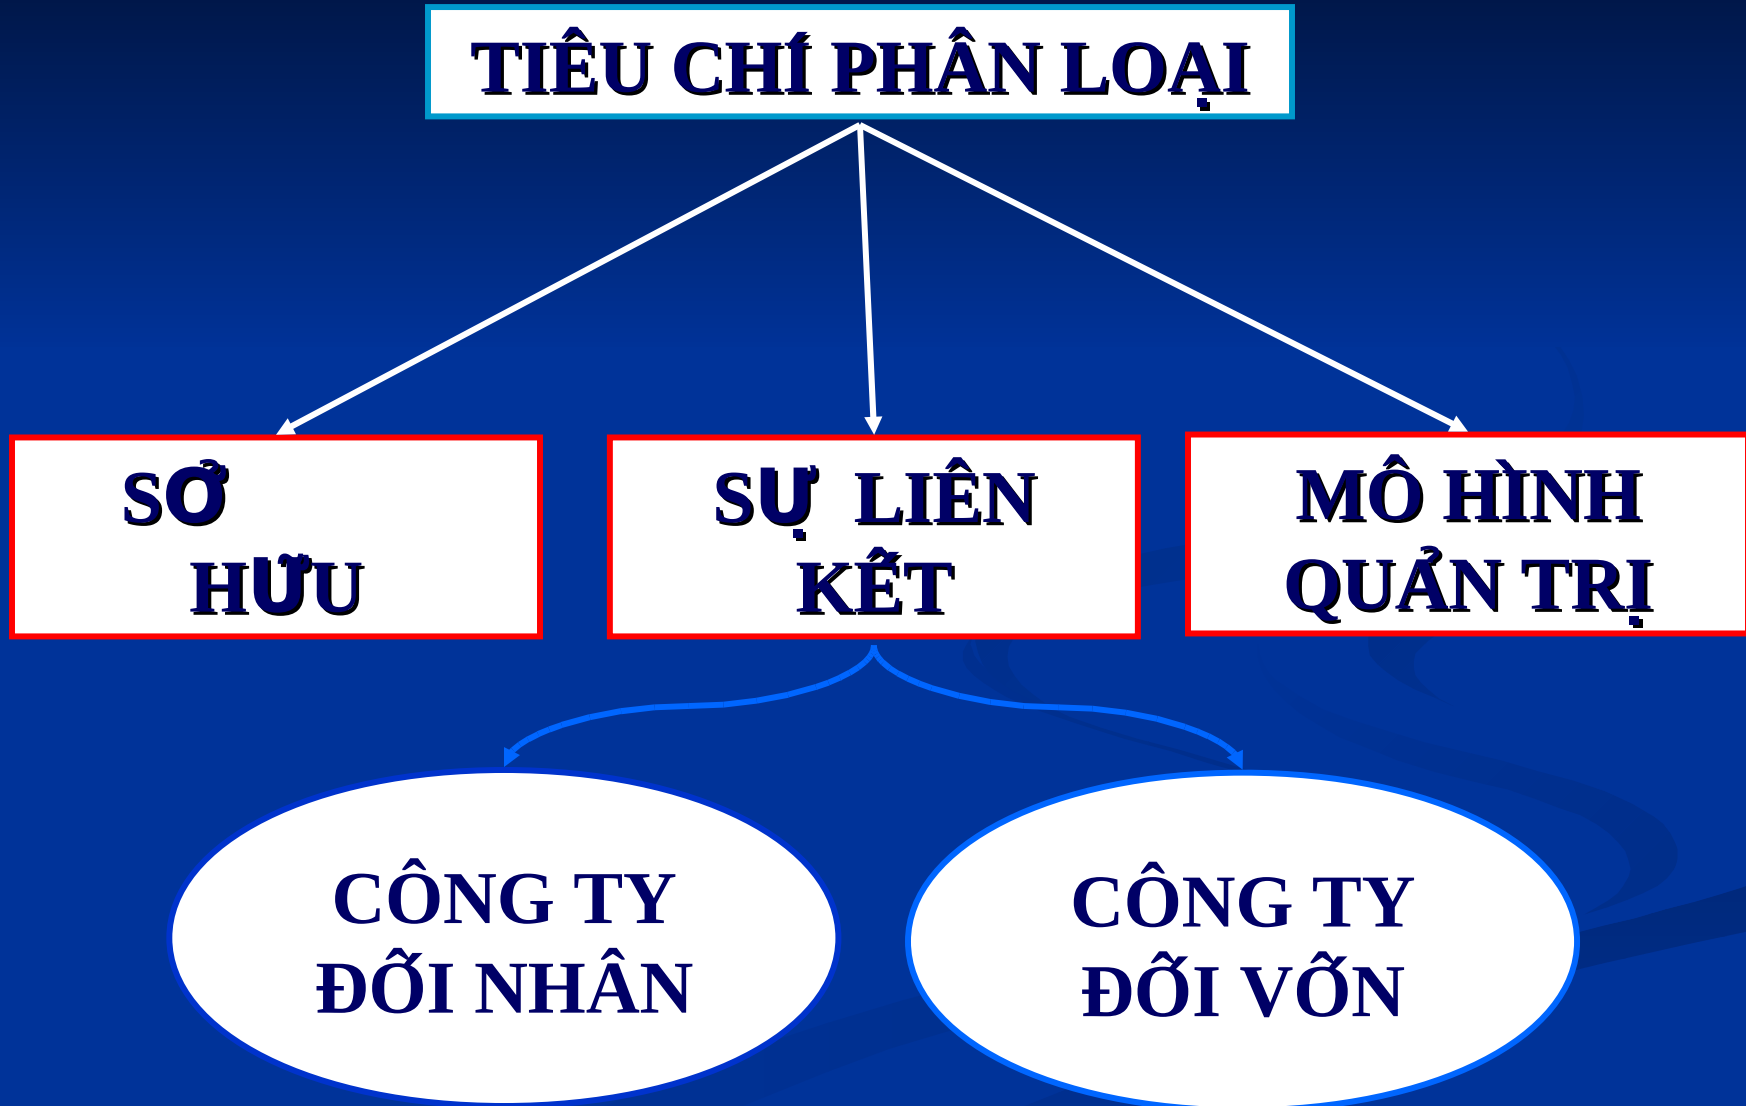 TIÊU CHÍ PHÂN LOẠI
SỞ
HỮU
SỰ LIÊN
KẾT
MÔ HÌNH
QUẢN TRỊ
CÔNG TY
ĐỐI NHÂN
CÔNG TY
ĐỐI VỐN